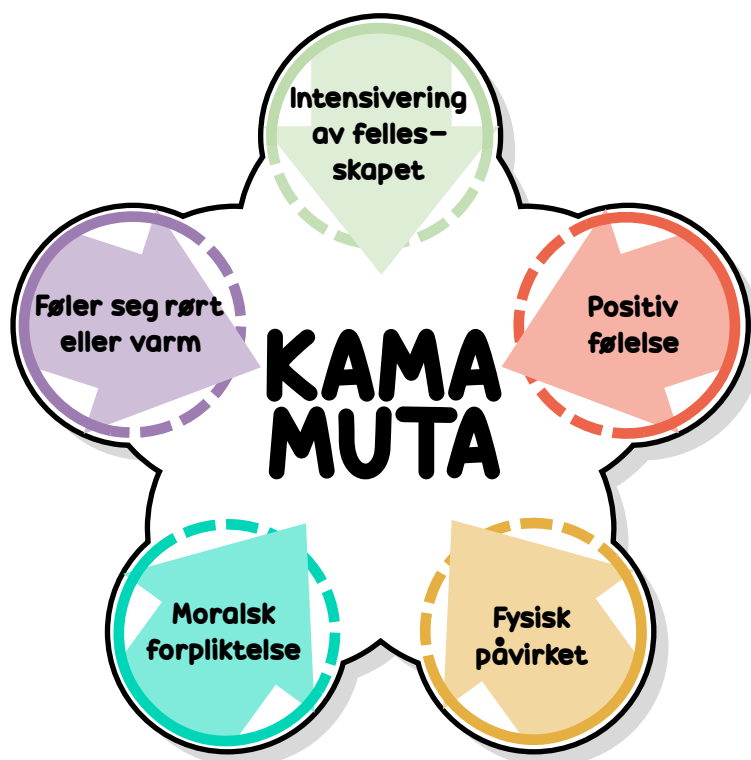 Intensivering
av felles-
skapet
Føler seg rørt
eller varm
Positiv
følelse
KAMA
MUTA
Moralsk
forpliktelse
Fysisk
påvirket